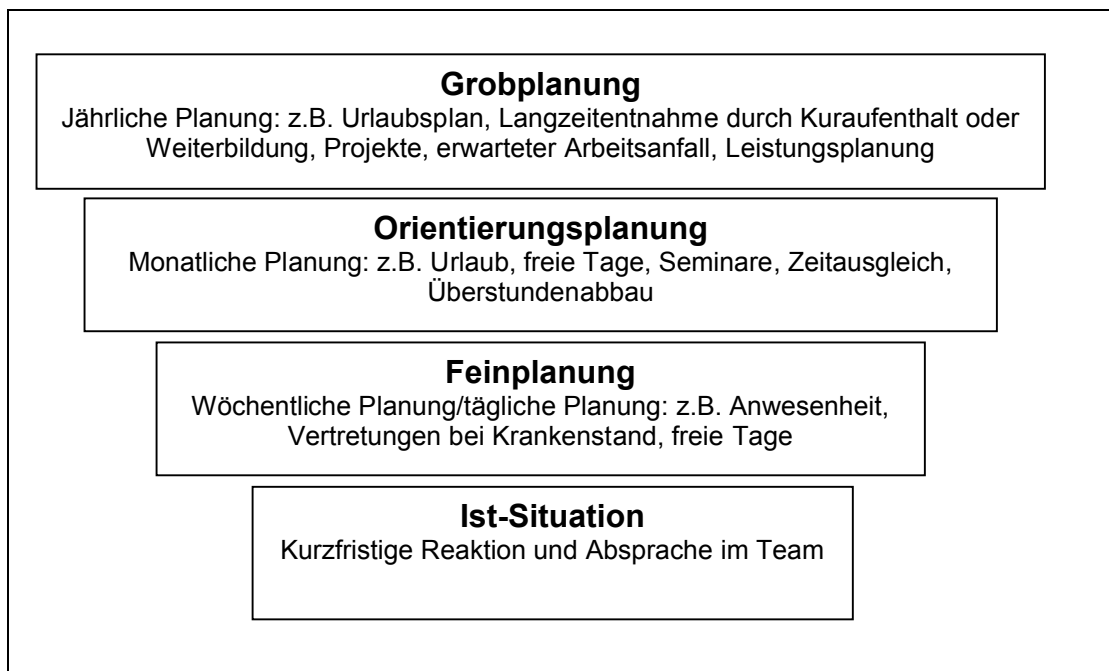 Grobplanung
Jährliche Planung: z.B. Urlaubsplan, Langzeitentnahme durch Kuraufenthalt oder
Weiterbildung, Projekte, erwarteter Arbeitsanfall, Leistungsplanung
Orientierungsplanung
Monatliche Planung: z.B. Urlaub, freie Tage, Seminare, Zeitausgleich,
Überstundenabbau
Feinplanung
Wöchentliche Planung/tägliche Planung: z.B. Anwesenheit,
Vertretungen bei Krankenstand, freie Tage
Ist-Situation
Kurzfristige Reaktion und Absprache im Team